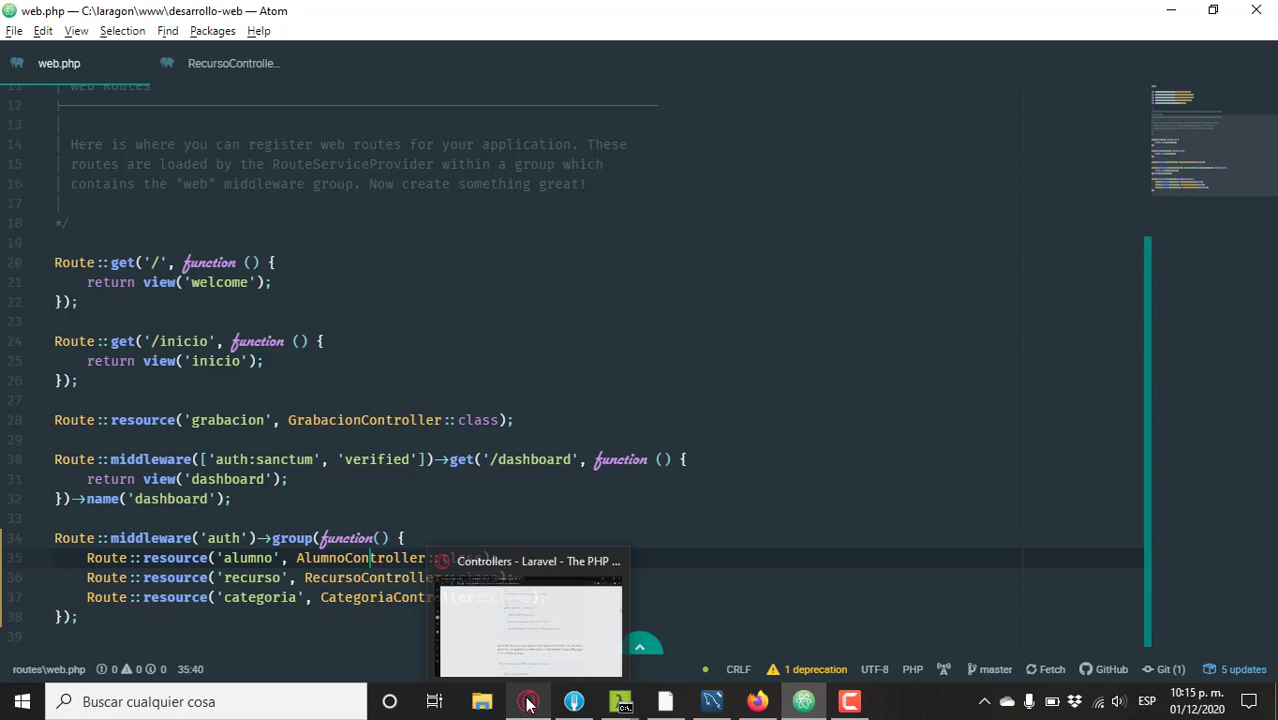 web.php — C:\laragon\www\desarrollo-web — Atom
File Edit View Selection Find Packages Help
web.php RecursoControlle...
11 | Web Routes
12 |--------------------------------------------------------------------------
13 |
14 | Here is where you can register web routes for your application. These
15 | routes are loaded by the RouteServiceProvider within a group which
16 | contains the "web" middleware group. Now create something great!
17 |
18 */
19
20 Route::get('/', function () {
21 return view('welcome');
22 });
23
24 Route::get('/inicio', function () {
25 return view('inicio');
26 });
27
28 Route::resource('grabacion', GrabacionController::class);
29
30 Route::middleware(['auth:sanctum', 'verified'])->get('/dashboard', function () {
31 return view('dashboard');
32 })->name('dashboard');
33
34 Route::middleware('auth')->group(function() {
35 Route::resource('alumno', AlumnoController::class);
36 Route::resource('recurso', RecursoController::class);
37 Route::resource('categoria', CategoriaController::class);
38 });
39
Controllers - Laravel - The PHP ...
routes\web.php 0 0 0 35:40 CRLF 1 deprecation UTF-8 PHP master Fetch GitHub Git (1) 5 updates
Buscar cualquier cosa
ESP
10:15 p. m.
01/12/2020